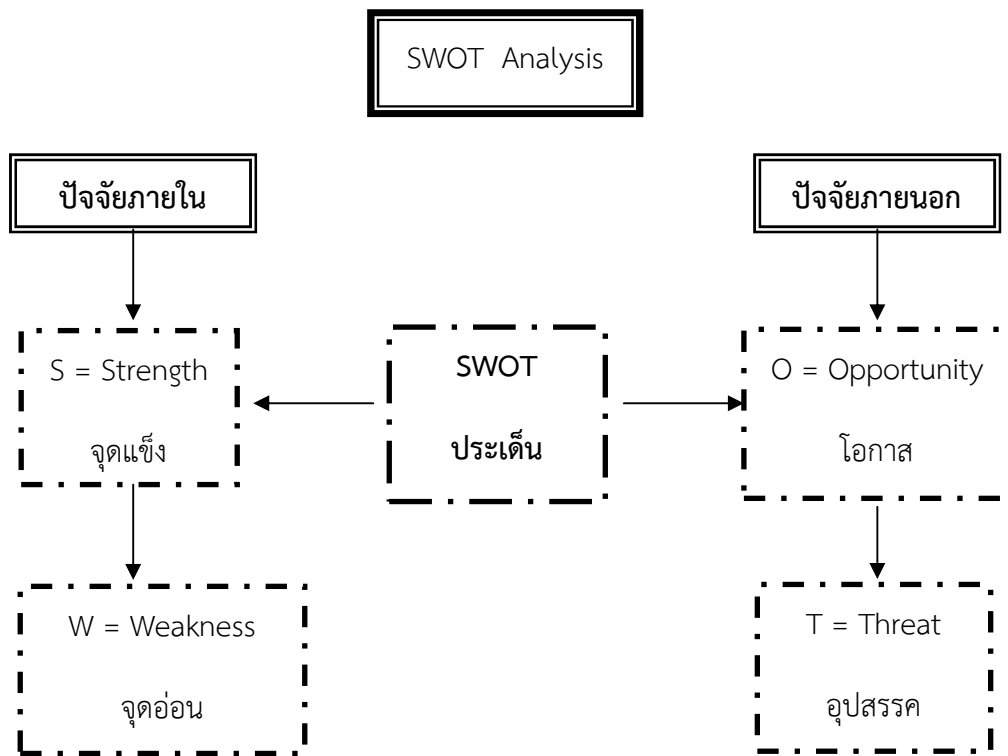 SWOT Analysis
ปัจจัยภายใน
ปัจจัยภายนอก
S = Strength
จุดแข็ง
SWOT
ประเด็น
O = Opportunity
โอกาส
W = Weakness
จุดอ่อน
T = Threat
อุปสรรค